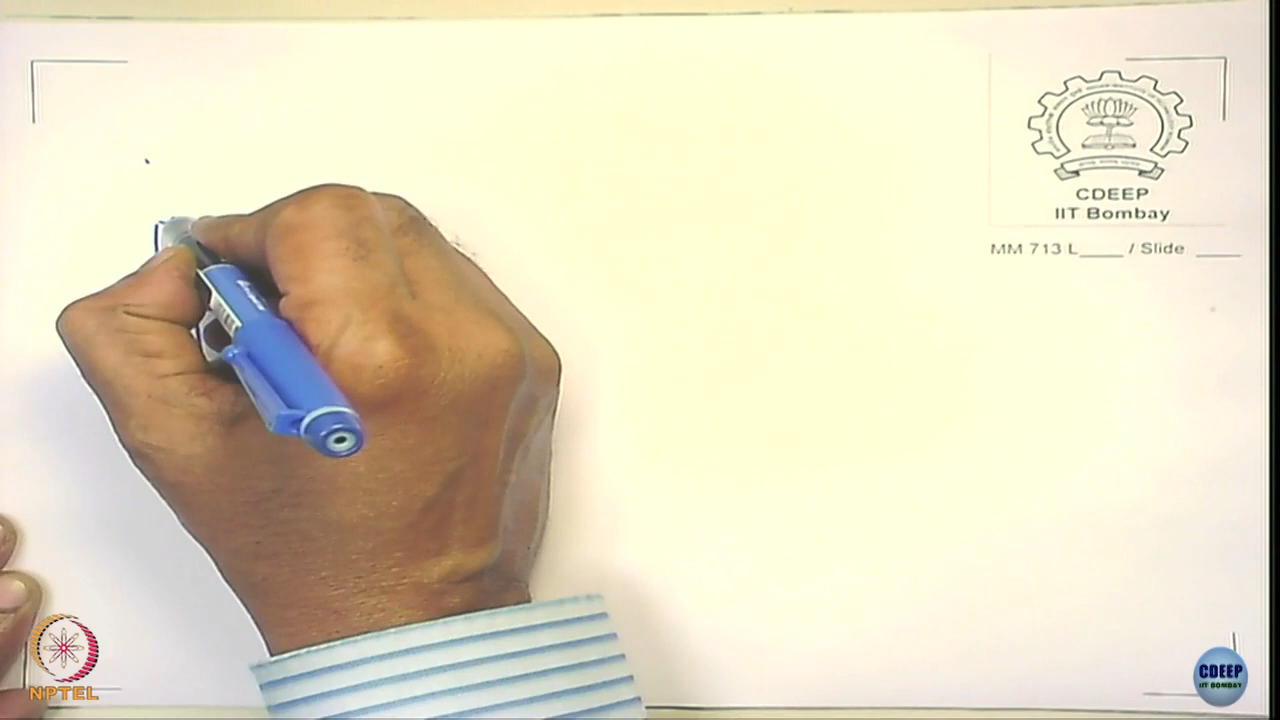 CDEEP
IIT Bombay
MM 713 L____ / Slide ____
NPTEL
CDEEP
IIT BOMBAY